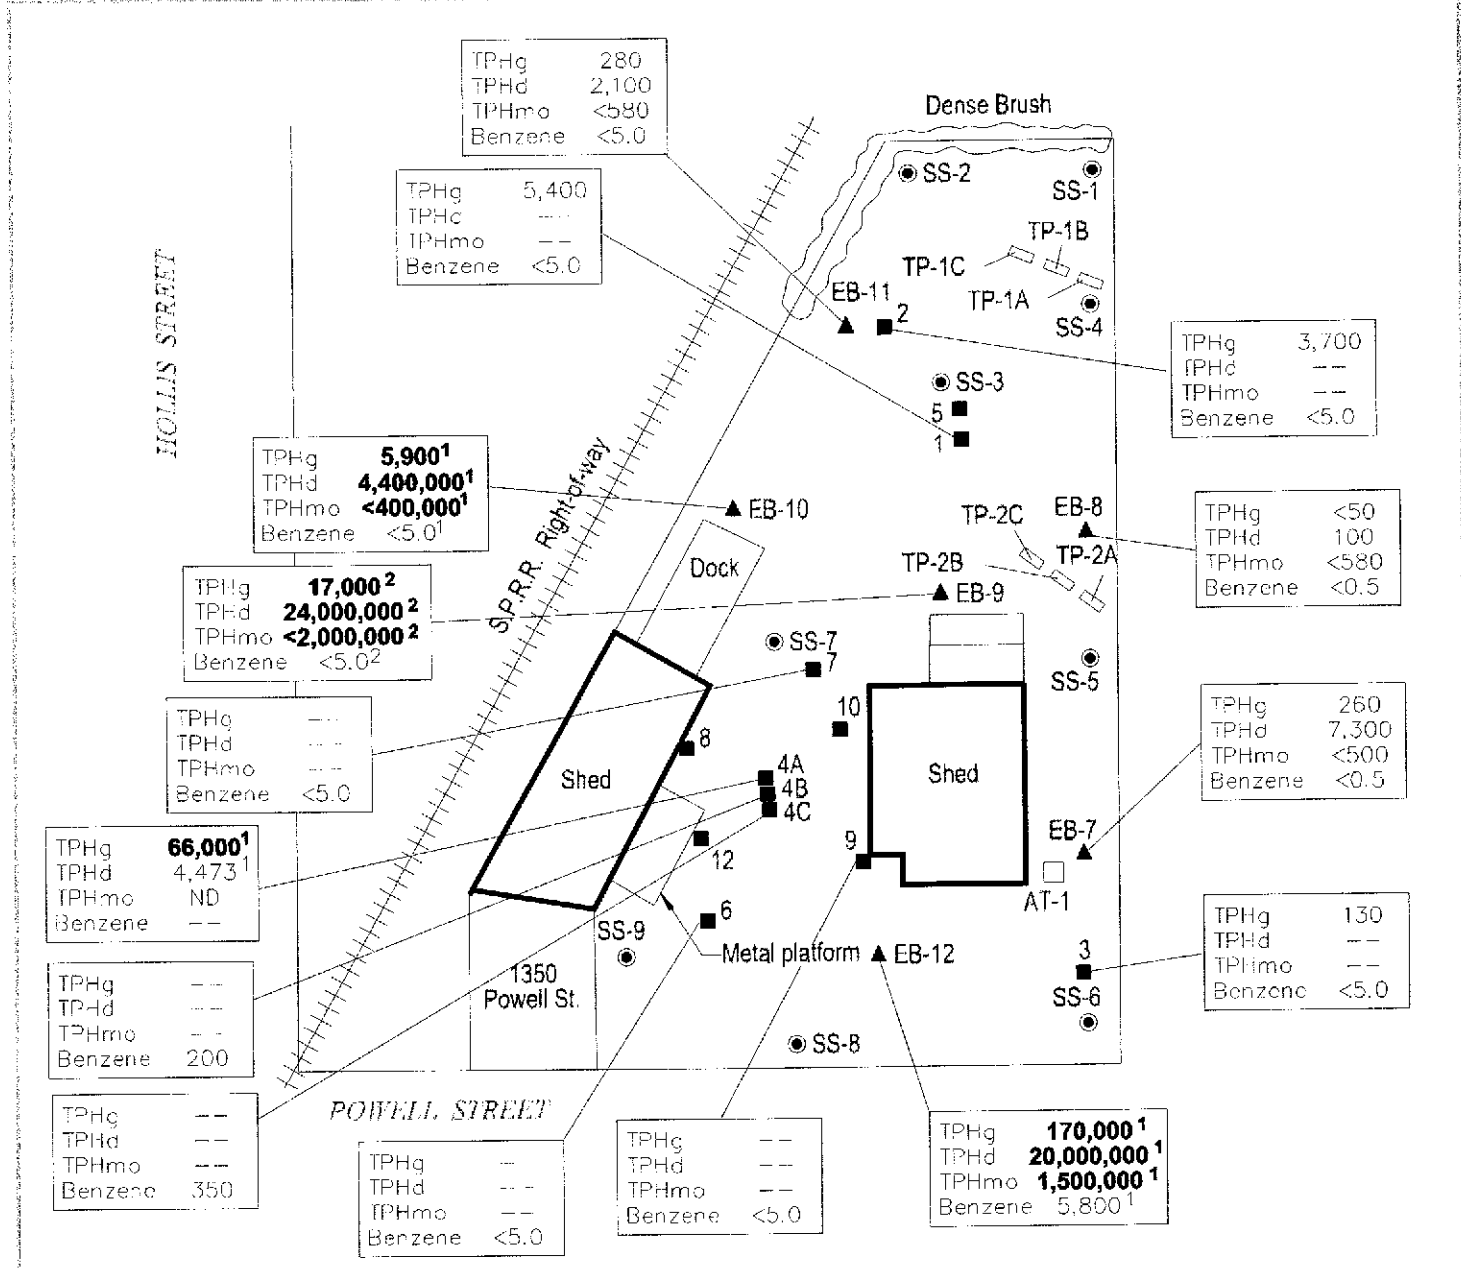 TPHg 280
TPHd 2,100
TPHmo <580
Benzene <5.0
Dense Brush
TPHg 5,400
TPHd --
TPHmo --
Benzene <5.0
SS-2
SS-1
TP-1B
TP-1C
TP-1A
SS-4
HOLLIS STREET
EB-11
2
TPHg 3,700
TPHd --
TPHmo --
Benzene <5.0
SS-3
5
1
S.P.R.R. Right-of-way
TPHg 5,900¹
TPHd 4,400,000¹
TPHmo <400,000¹
Benzene <5.0¹
EB-10
TP-2C
EB-8
TP-2B
TP-2A
TPHg <50
TPHd 100
TPHmo <580
Benzene <0.5
Dock
EB-9
TPHg 17,000²
TPHd 24,000,000²
TPHmo <2,000,000²
Benzene <5.0²
SS-7
7
SS-5
TPHg --
TPHd --
TPHmo --
Benzene <5.0
10
8
TPHg 260
TPHd 7,300
TPHmo <500
Benzene <0.5
Shed
4A
4B
4C
Shed
12
9
EB-7
AT-1
TPHg 66,000¹
TPHd 4,473¹
TPHmo ND
Benzene --
6
SS-9
Metal platform
EB-12
3
SS-6
TPHg 130
TPHd --
TPHmo --
Benzene <5.0
1350
Powell St.
TPHg --
TPHd --
TPHmo --
Benzene 200
SS-8
POWELL STREET
TPHg --
TPHd --
TPHmo --
Benzene 350
TPHg --
TPHd --
TPHmo --
Benzene <5.0
TPHg --
TPHd --
TPHmo --
Benzene <5.0
TPHg 170,000¹
TPHd 20,000,000¹
TPHmo 1,500,000¹
Benzene 5,800¹